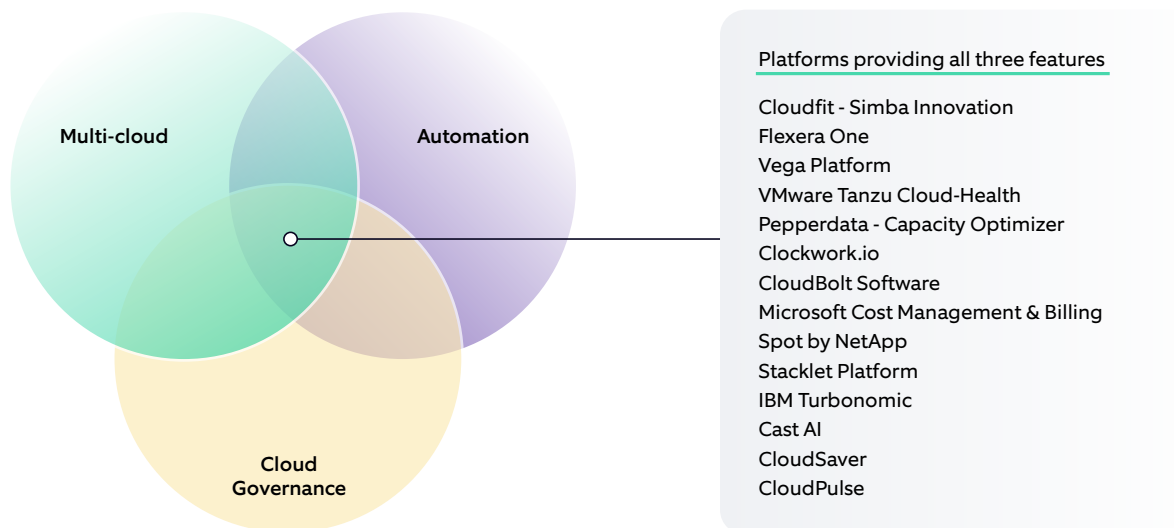 Multi-cloud
Automation
Cloud
Governance
Platforms providing all three features
Cloudfit - Simba Innovation
Flexera One
Vega Platform
VMware Tanzu Cloud-Health
Pepperdata - Capacity Optimizer
Clockwork.io
CloudBolt Software
Microsoft Cost Management & Billing
Spot by NetApp
Stacklet Platform
IBM Turbonomic
Cast AI
CloudSaver
CloudPulse